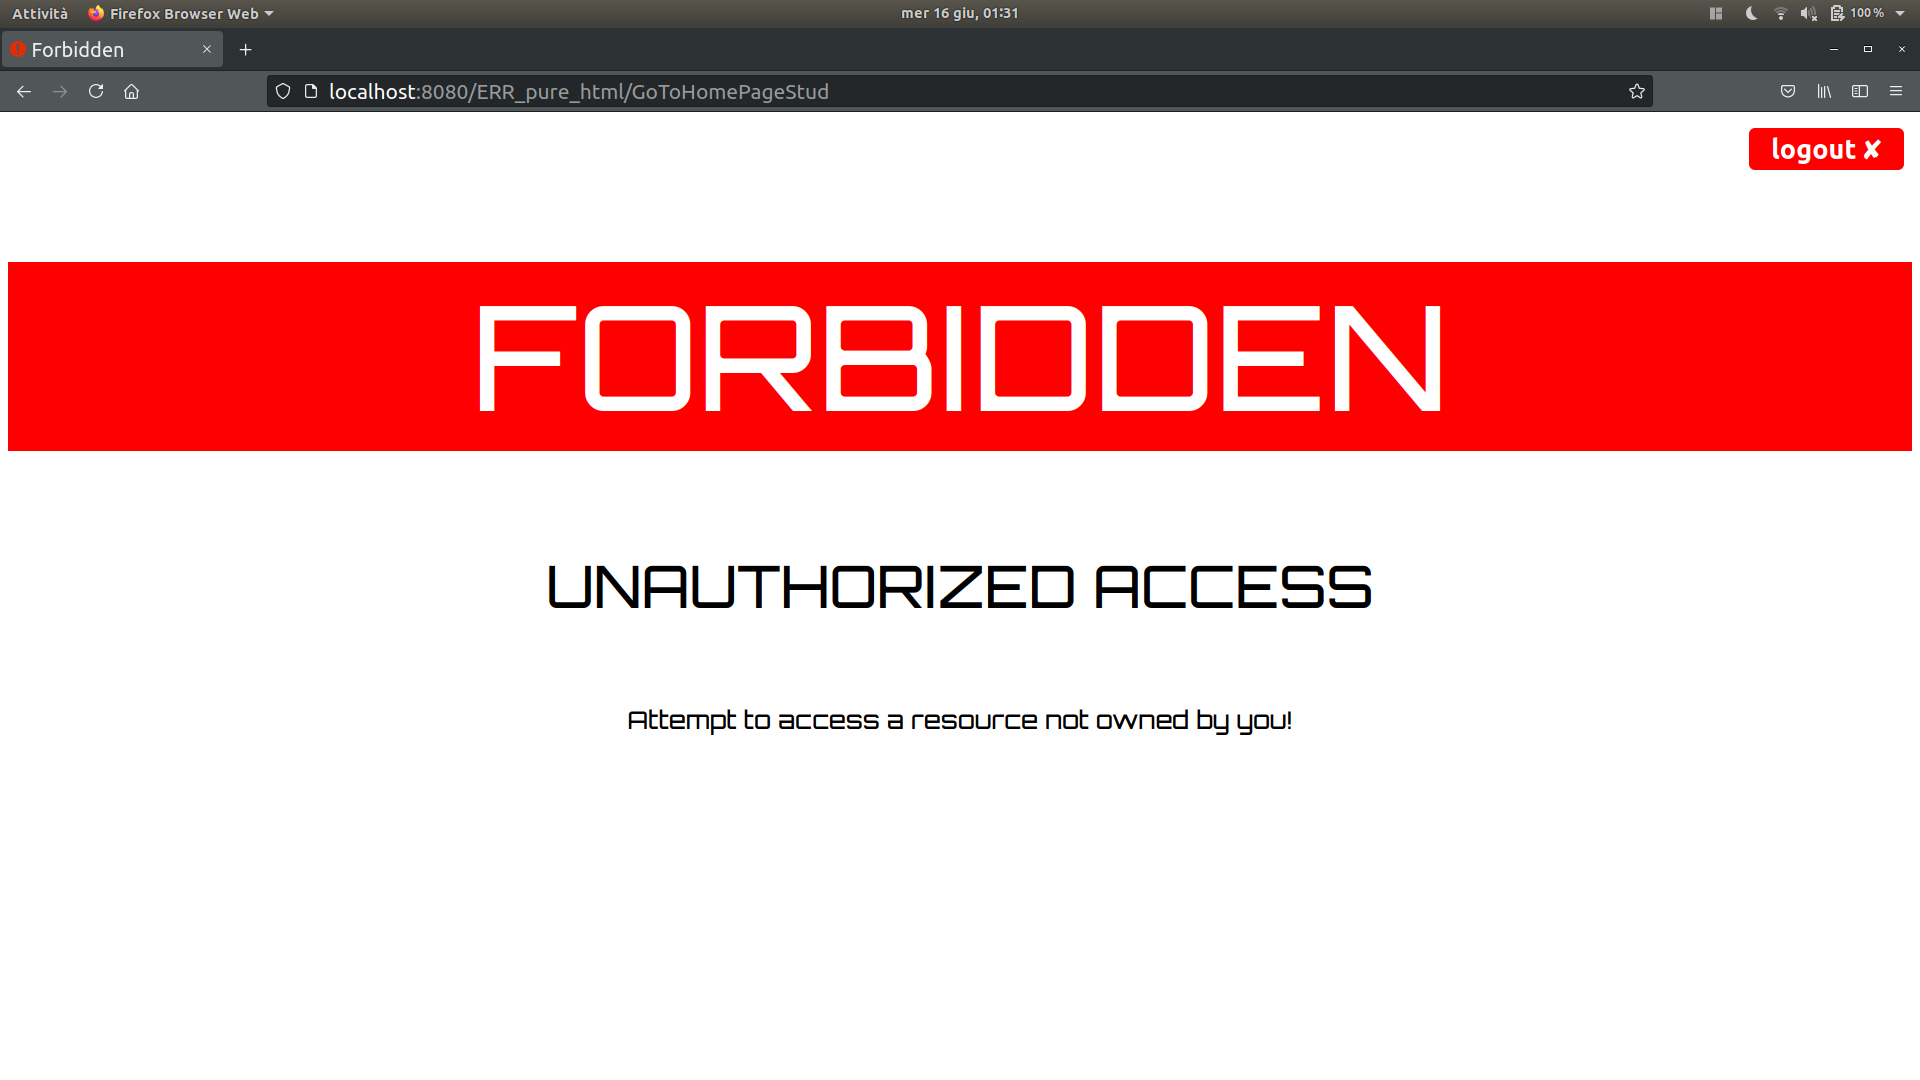 Attività Firefox Browser Web mer 16 giu, 01:31 100 %
Forbidden
localhost:8080/ERR_pure_html/GoToHomePageStud
logout ✘
FORBIDDEN
UNAUTHORIZED ACCESS
Attempt to access a resource not owned by you!